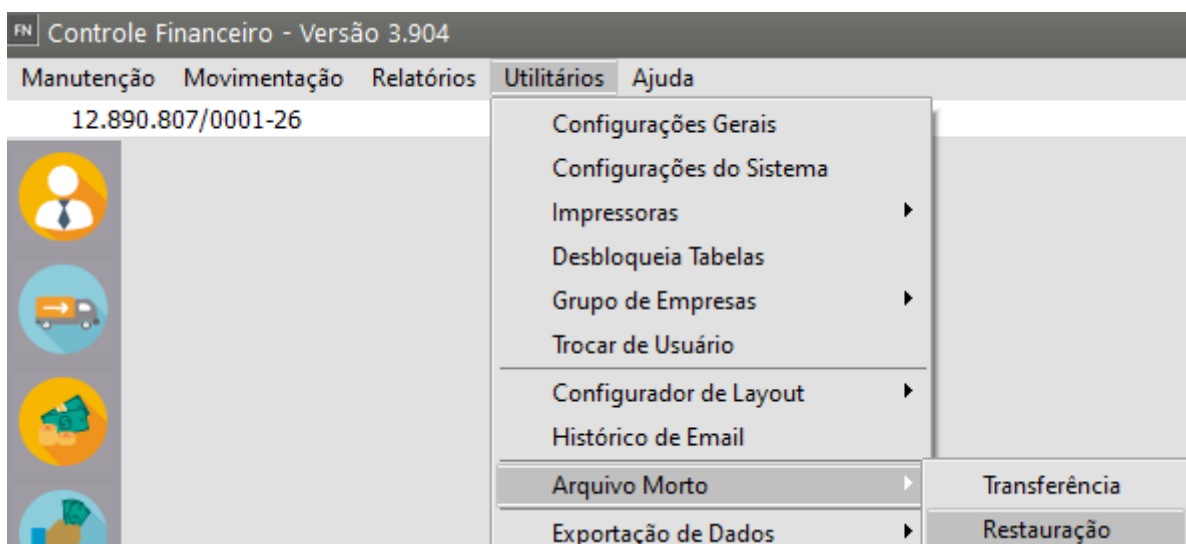 FN Controle Financeiro - Versão 3.904
Manutenção Movimentação Relatórios Utilitários Ajuda
12.890.807/0001-26
Configurações Gerais
Configurações do Sistema
Impressoras
Desbloqueia Tabelas
Grupo de Empresas
Trocar de Usuário
Configurador de Layout
Histórico de Email
Arquivo Morto
Transferência
Exportação de Dados
Restauração